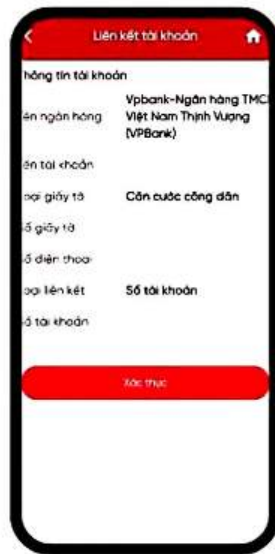 Liên kết tài khoản
hông tin tài khoản
ên ngân hàng
Vpbank-Ngân hàng TMC
Việt Nam Thịnh Vượng
(VPBank)
ên tài khoản
oại giấy tờ Căn cước công dân
ố giấy tờ
ố điện thoại
oại liên kết Số tài khoản
ố tài khoản
Xác thực